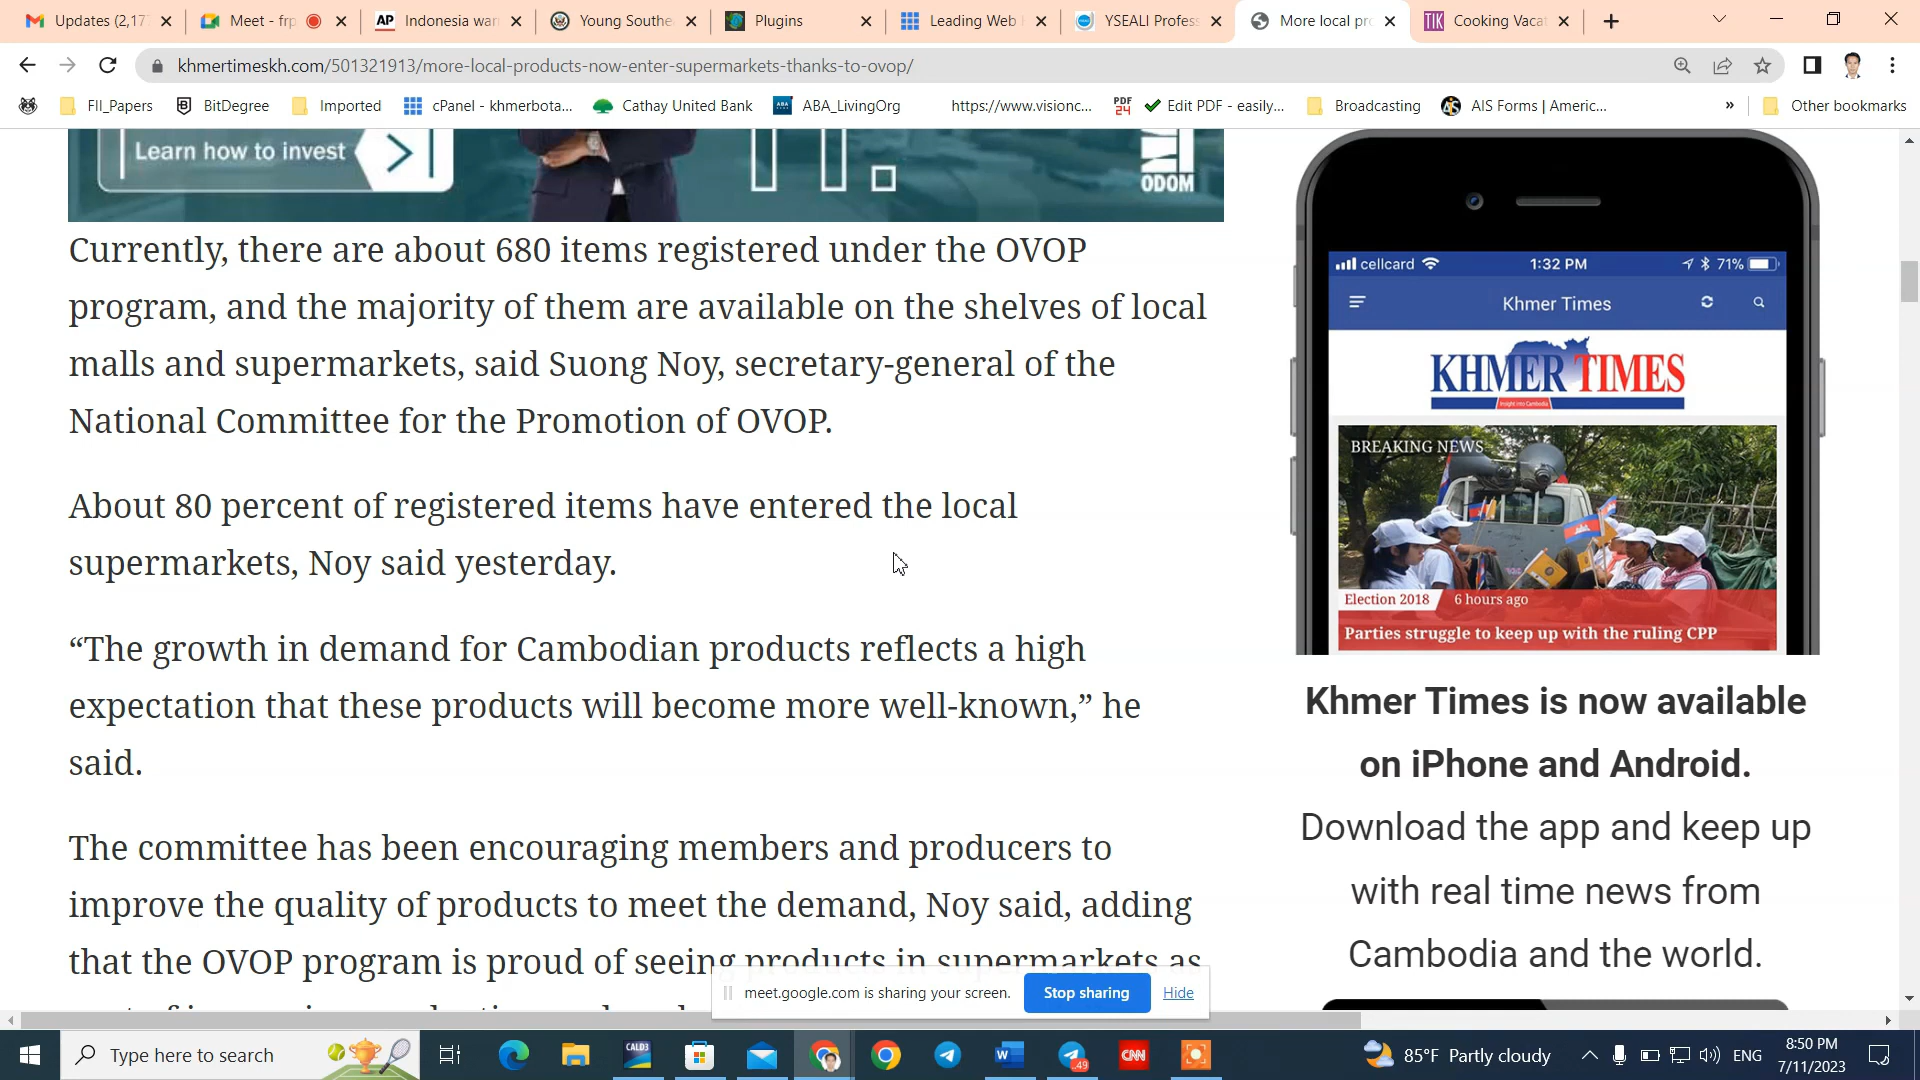 Updates (2,17
Meet - frp
Indonesia war
Young Southe
Plugins
Leading Web
YSEALI Profess
More local pro
Cooking Vacat
khmertimeskh.com/501321913/more-local-products-now-enter-supermarkets-thanks-to-ovop/
FII_Papers
BitDegree
Imported
cPanel - khmerbota...
Cathay United Bank
ABA_LivingOrg
https://www.visionc...
Edit PDF - easily...
Broadcasting
AIS Forms | Americ...
»
Other bookmarks
Learn how to invest
ODOM
Currently, there are about 680 items registered under the OVOP
program, and the majority of them are available on the shelves of local
malls and supermarkets, said Suong Noy, secretary-general of the
National Committee for the Promotion of OVOP.
About 80 percent of registered items have entered the local
supermarkets, Noy said yesterday.
“The growth in demand for Cambodian products reflects a high
expectation that these products will become more well-known,” he
said.
The committee has been encouraging members and producers to
improve the quality of products to meet the demand, Noy said, adding
that the OVOP program is proud of seeing products in supermarkets as
cellcard
1:32 PM
71%
Khmer Times
KHMER TIMES
Insight into Cambodia
BREAKING NEWS
Election 2018
6 hours ago
Parties struggle to keep up with the ruling CPP
Khmer Times is now available
on iPhone and Android.
Download the app and keep up
with real time news from
Cambodia and the world.
meet.google.com is sharing your screen.
Stop sharing
Hide
Type here to search
CALD3
49
CNN
85°F Partly cloudy
ENG
8:50 PM
7/11/2023